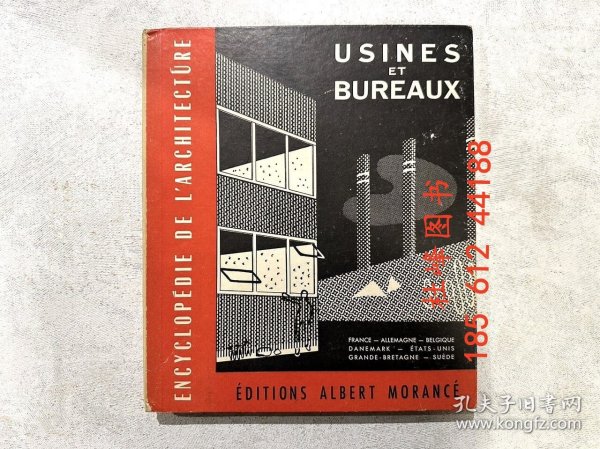 ENCYCLOPÉDIE DE L'ARCHITECTURE
USINES
ET
BUREAUX
FRANCE — ALLEMAGNE — BELGIQUE
DANEMARK — ÉTATS-UNIS
GRANDE-BRETAGNE — SUÈDE
ÉDITIONS ALBERT MORANCÉ
杜峰图书
185 612 44188
孔夫子旧书网
www.kongfz.com